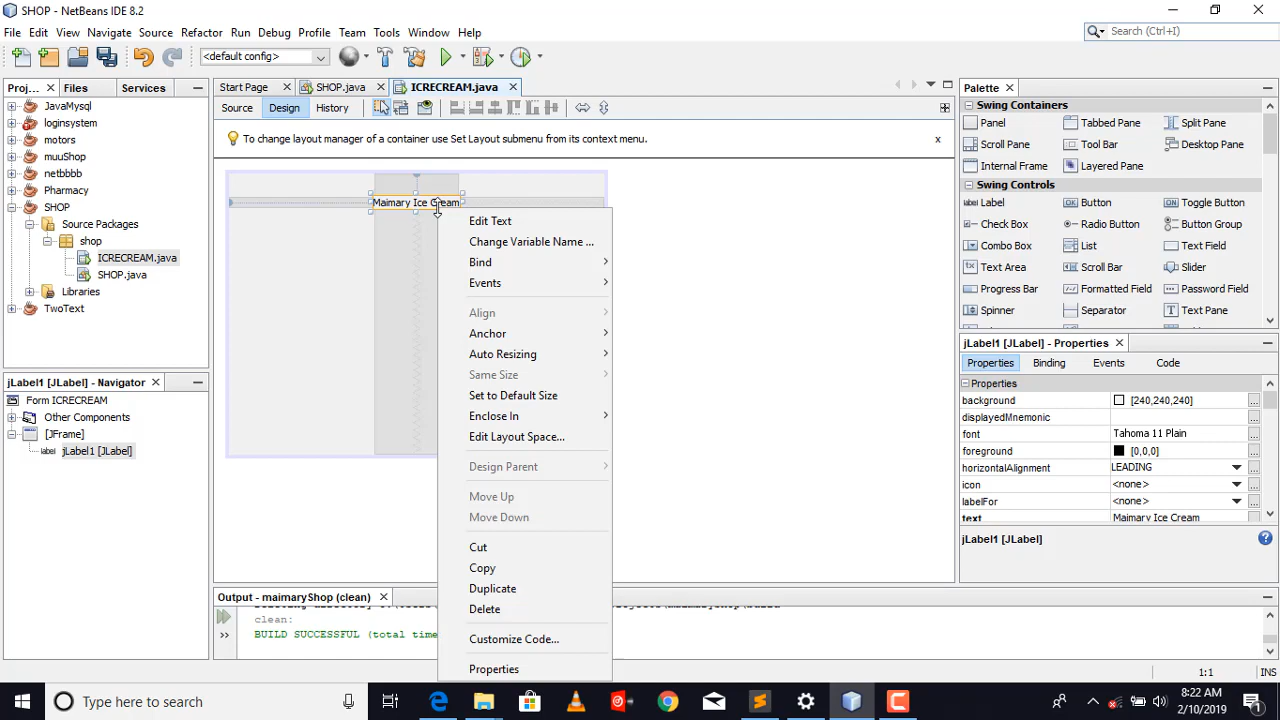 SHOP - NetBeans IDE 8.2
File Edit View Navigate Source Refactor Run Debug Profile Team Tools Window Help
Search (Ctrl+I)
<default config>
Proj... Files Services
Start Page SHOP.java ICRECREAM.java
Source Design History
To change layout manager of a container use Set Layout submenu from its context menu. x
JavaMysql
loginsystem
motors
muuShop
netbbb
Pharmacy
SHOP
Source Packages
shop
ICRECREAM.java
SHOP.java
Libraries
TwoText
jLabel1 [JLabel] - Navigator
Form ICRECREAM
Other Components
[JFrame]
label jLabel1 [JLabel]
Maimary Ice Cream
Edit Text
Change Variable Name ...
Bind
Events
Align
Anchor
Auto Resizing
Same Size
Set to Default Size
Enclose In
Edit Layout Space...
Design Parent
Move Up
Move Down
Cut
Copy
Duplicate
Delete
Customize Code...
Properties
Palette
Swing Containers
Panel Tabbed Pane Split Pane
Scroll Pane Tool Bar Desktop Pane
Internal Frame Layered Pane
Swing Controls
label Label OK Button ON Toggle Button
Check Box Radio Button Button Group
Combo Box List Text Field
Text Area Scroll Bar Slider
Progress Bar Formatted Field Password Field
Spinner Separator Text Pane
jLabel1 [JLabel] - Properties
Properties Binding Events Code
Properties
background [240,240,240] ...
displayedMnemonic ...
font Tahoma 11 Plain ...
foreground [0,0,0] ...
horizontalAlignment LEADING ...
icon <none> ...
labelFor <none> ...
text Maimary Ice Cream
jLabel1 [JLabel]
Output - maimaryShop (clean)
clean:
BUILD SUCCESSFUL (total time
1:1 INS
Type here to search
8:22 AM
2/10/2019
1